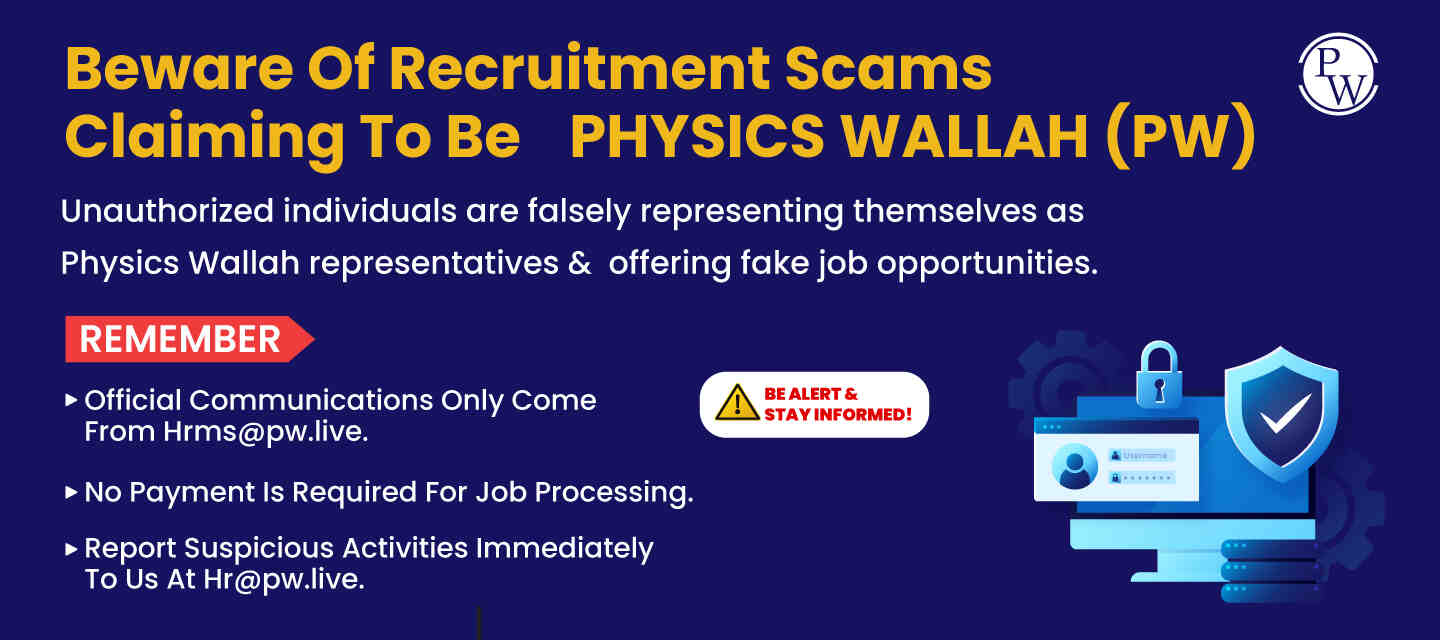 Beware Of Recruitment Scams
Claiming To Be PHYSICS WALLAH (PW)
PW
Unauthorized individuals are falsely representing themselves as
Physics Wallah representatives & offering fake job opportunities.
REMEMBER
Official Communications Only Come
From Hrms@pw.live.
BE ALERT &
STAY INFORMED!
No Payment Is Required For Job Processing.
Report Suspicious Activities Immediately
To Us At Hr@pw.live.
Username